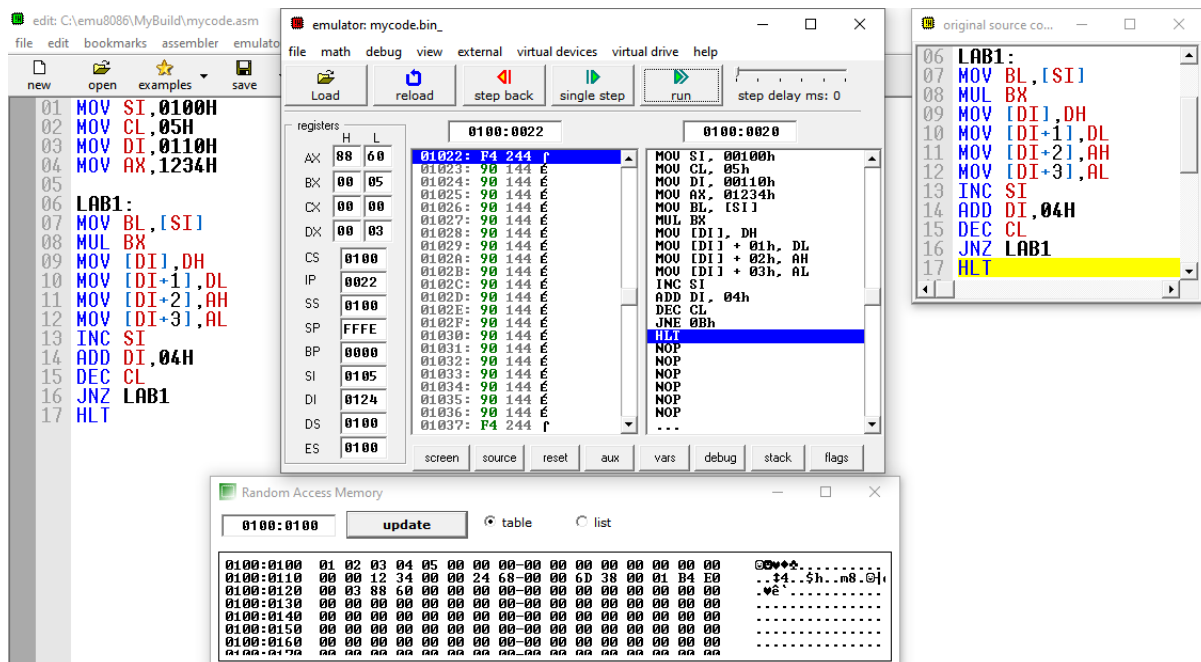 edit: C:\emu8086\MyBuild\mycode.asm
file edit bookmarks assembler emulato
new open examples save
01 MOV SI,0100H
02 MOV CL,05H
03 MOV DI,0110H
04 MOV AX,1234H
05
06 LAB1:
07 MOV BL,[SI]
08 MUL BX
09 MOV [DI],DH
10 MOV [DI+1],DL
11 MOV [DI+2],AH
12 MOV [DI+3],AL
13 INC SI
14 ADD DI,04H
15 DEC CL
16 JNZ LAB1
17 HLT
emulator: mycode.bin_
file math debug view external virtual devices virtual drive help
Load reload step back single step run step delay ms: 0
registers
H L
AX 88 60
BX 00 05
CX 00 00
DX 00 03
CS 0100
IP 0022
SS 0100
SP FFFE
BP 0000
SI 0105
DI 0124
DS 0100
ES 0100
0100:0022
01022: F4 244 ⌠
01023: 90 144 É
01024: 90 144 É
01025: 90 144 É
01026: 90 144 É
01027: 90 144 É
01028: 90 144 É
01029: 90 144 É
0102A: 90 144 É
0102B: 90 144 É
0102C: 90 144 É
0102D: 90 144 É
0102E: 90 144 É
0102F: 90 144 É
01030: 90 144 É
01031: 90 144 É
01032: 90 144 É
01033: 90 144 É
01034: 90 144 É
01035: 90 144 É
01036: 90 144 É
01037: F4 244 ⌠
0100:0020
MOV SI, 00100h
MOV CL, 05h
MOV DI, 00110h
MOV AX, 01234h
MOV BL, [SI]
MUL BX
MOV [DI], DH
MOV [DI] + 01h, DL
MOV [DI] + 02h, AH
MOV [DI] + 03h, AL
INC SI
ADD DI, 04h
DEC CL
JNE 0Bh
HLT
NOP
NOP
NOP
NOP
NOP
NOP
...
screen source reset aux vars debug stack flags
original source co...
06 LAB1:
07 MOV BL,[SI]
08 MUL BX
09 MOV [DI],DH
10 MOV [DI+1],DL
11 MOV [DI+2],AH
12 MOV [DI+3],AL
13 INC SI
14 ADD DI,04H
15 DEC CL
16 JNZ LAB1
17 HLT
Random Access Memory
0100:0100 update table list
0100:0100 01 02 03 04 05 00 00 00-00 00 00 00 00 00 00 00 ☺☻♥♦♣...........
0100:0110 00 00 12 34 00 00 24 68-00 00 6D 38 00 01 B4 E0 ..↕4..$h..m8.☺┤
0100:0120 00 03 88 60 00 00 00 00-00 00 00 00 00 00 00 00 .♥ê`............
0100:0130 00 00 00 00 00 00 00 00-00 00 00 00 00 00 00 00 ................
0100:0140 00 00 00 00 00 00 00 00-00 00 00 00 00 00 00 00 ................
0100:0150 00 00 00 00 00 00 00 00-00 00 00 00 00 00 00 00 ................
0100:0160 00 00 00 00 00 00 00 00-00 00 00 00 00 00 00 00 ................
0100:0170 00 00 00 00 00 00 00 00-00 00 00 00 00 00 00 00